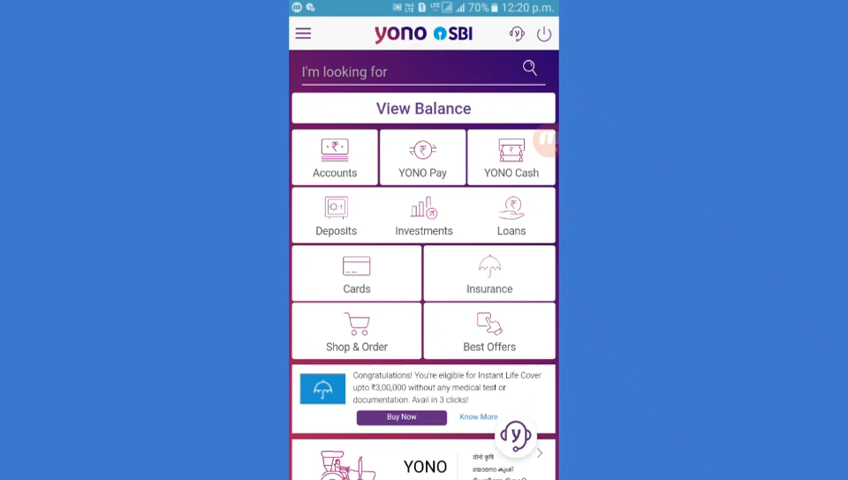 70% 12:20 p.m.
yono SBI
I'm looking for
View Balance
Accounts YONO Pay YONO Cash
Deposits Investments Loans
Cards Insurance
Shop & Order Best Offers
Congratulations! You're eligible for Instant Life Cover
upto ₹3,00,000 without any medical test or
documentation. Avail in 3 clicks!
Buy Now Know More
YONO
योनो कृषि
യോനോ കൃഷി